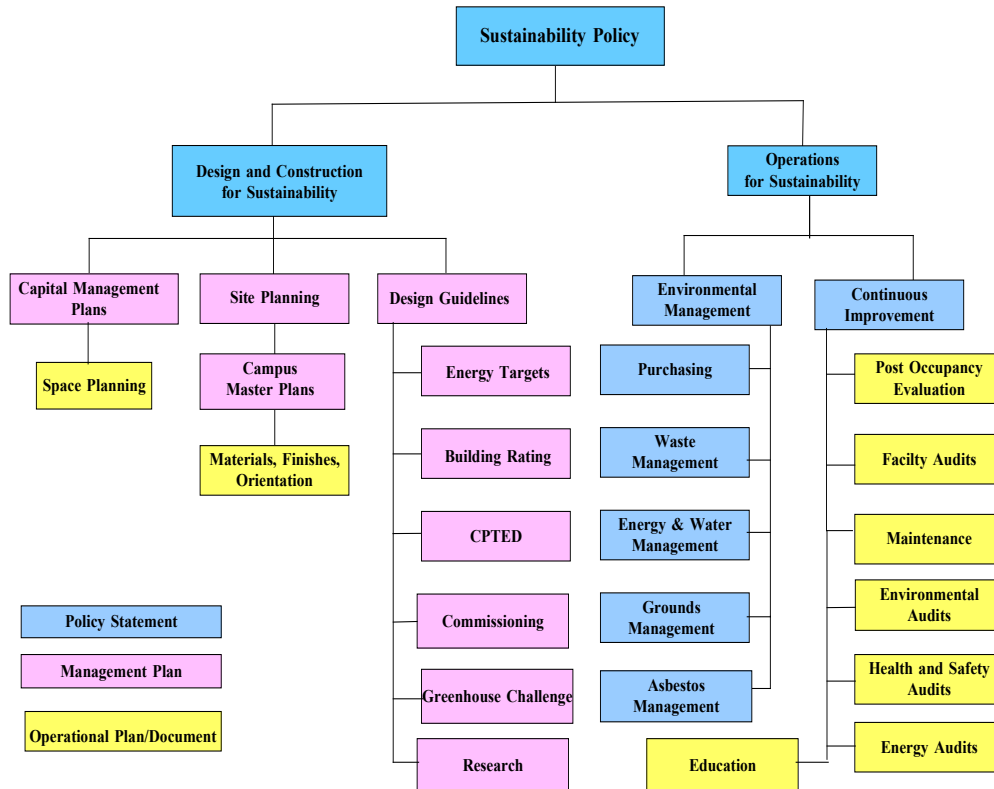 Sustainability Policy
Design and Construction
for Sustainability
Operations
for Sustainability
Capital Management
Plans
Site Planning
Design Guidelines
Environmental
Management
Continuous
Improvement
Space Planning
Campus
Master Plans
Materials, Finishes,
Orientation
Energy Targets
Building Rating
CPTED
Commissioning
Greenhouse Challenge
Research
Purchasing
Waste
Management
Energy & Water
Management
Grounds
Management
Asbestos
Management
Post Occupancy
Evaluation
Facilty Audits
Maintenance
Environmental
Audits
Health and Safety
Audits
Energy Audits
Education
Policy Statement
Management Plan
Operational Plan/Document